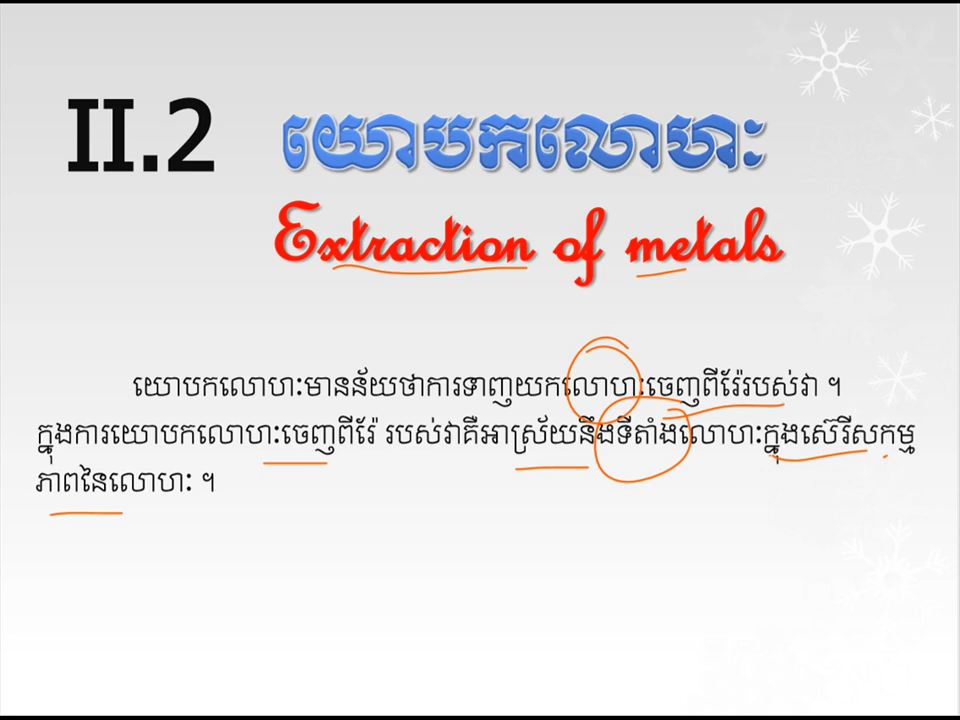 II.2 យោបកលោហៈ
Extraction of metals
យោបកលោហៈមានន័យថាការទាញយកលោហៈចេញពីរ៉ែរបស់វា ។
ក្នុងការយោបកលោហៈចេញពីរ៉ែ របស់វាគឺអាស្រ័យនឹងទីតាំងលោហៈក្នុងស៊េរីសកម្ម
ភាពនៃលោហៈ ។